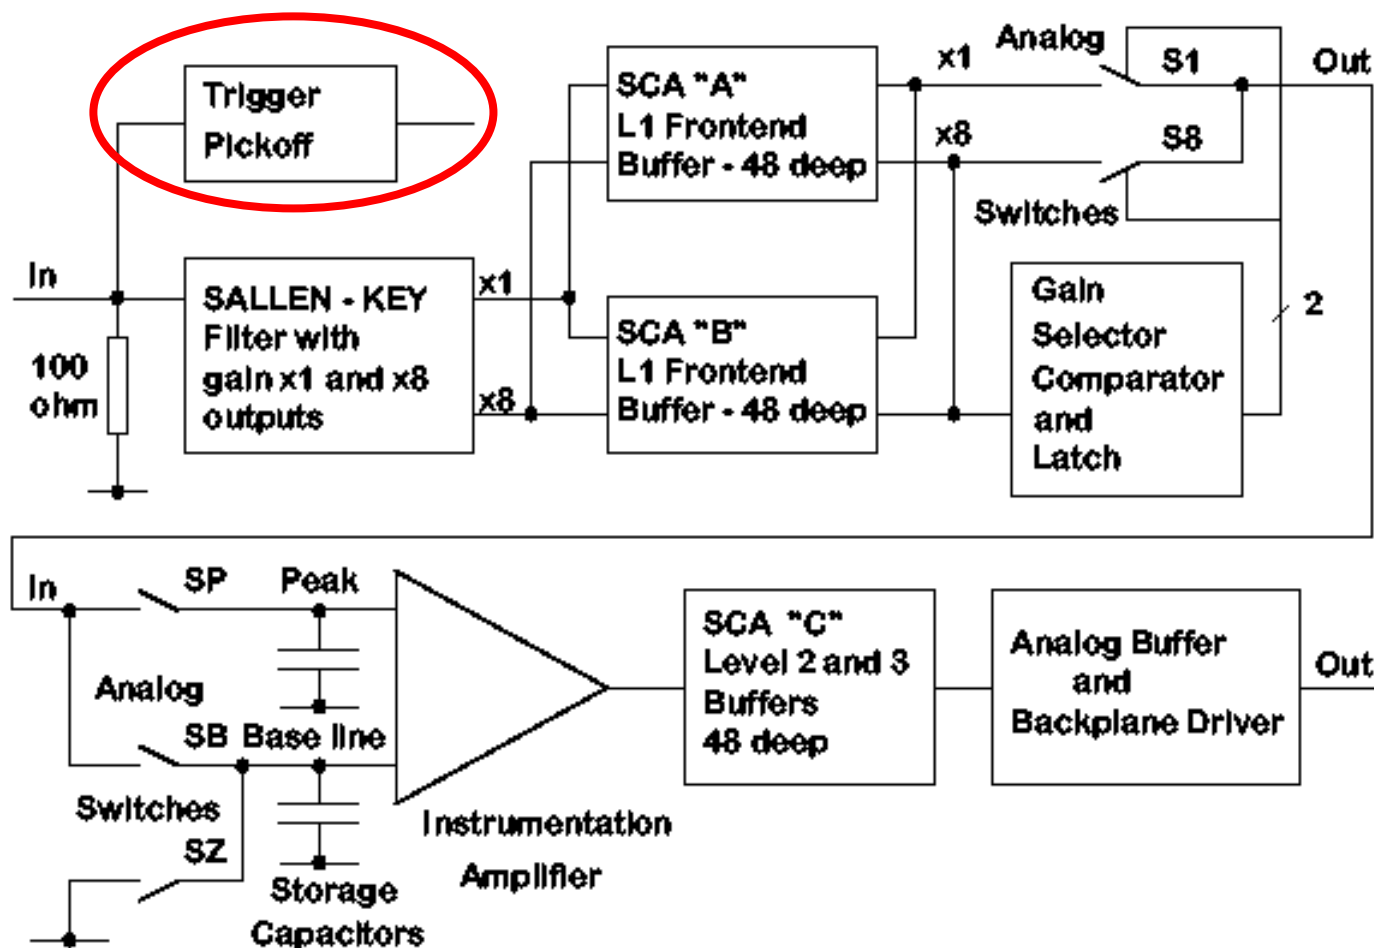 Trigger
Pickoff
In
100
ohm
SALLEN - KEY
Filter with
gain x1 and x8
outputs
x1
x8
SCA "A"
L1 Frontend
Buffer - 48 deep
SCA "B"
L1 Frontend
Buffer - 48 deep
x1
x8
Analog
S1
S8
Switches
Out
Gain
Selector
Comparator
and
Latch
2
In
SP
Peak
Analog
SB Base line
Switches
SZ
Storage
Capacitors
Instrumentation
Amplifier
SCA "C"
Level 2 and 3
Buffers
48 deep
Analog Buffer
and
Backplane Driver
Out